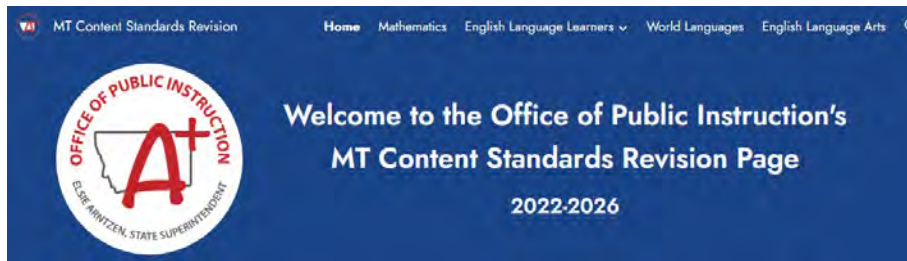 MT Content Standards Revision
Home Mathematics English Language Learners World Languages English Language Arts
OFFICE OF PUBLIC INSTRUCTION
A+
ELSIE ARNTZEN, STATE SUPERINTENDENT
Welcome to the Office of Public Instruction's
MT Content Standards Revision Page
2022-2026